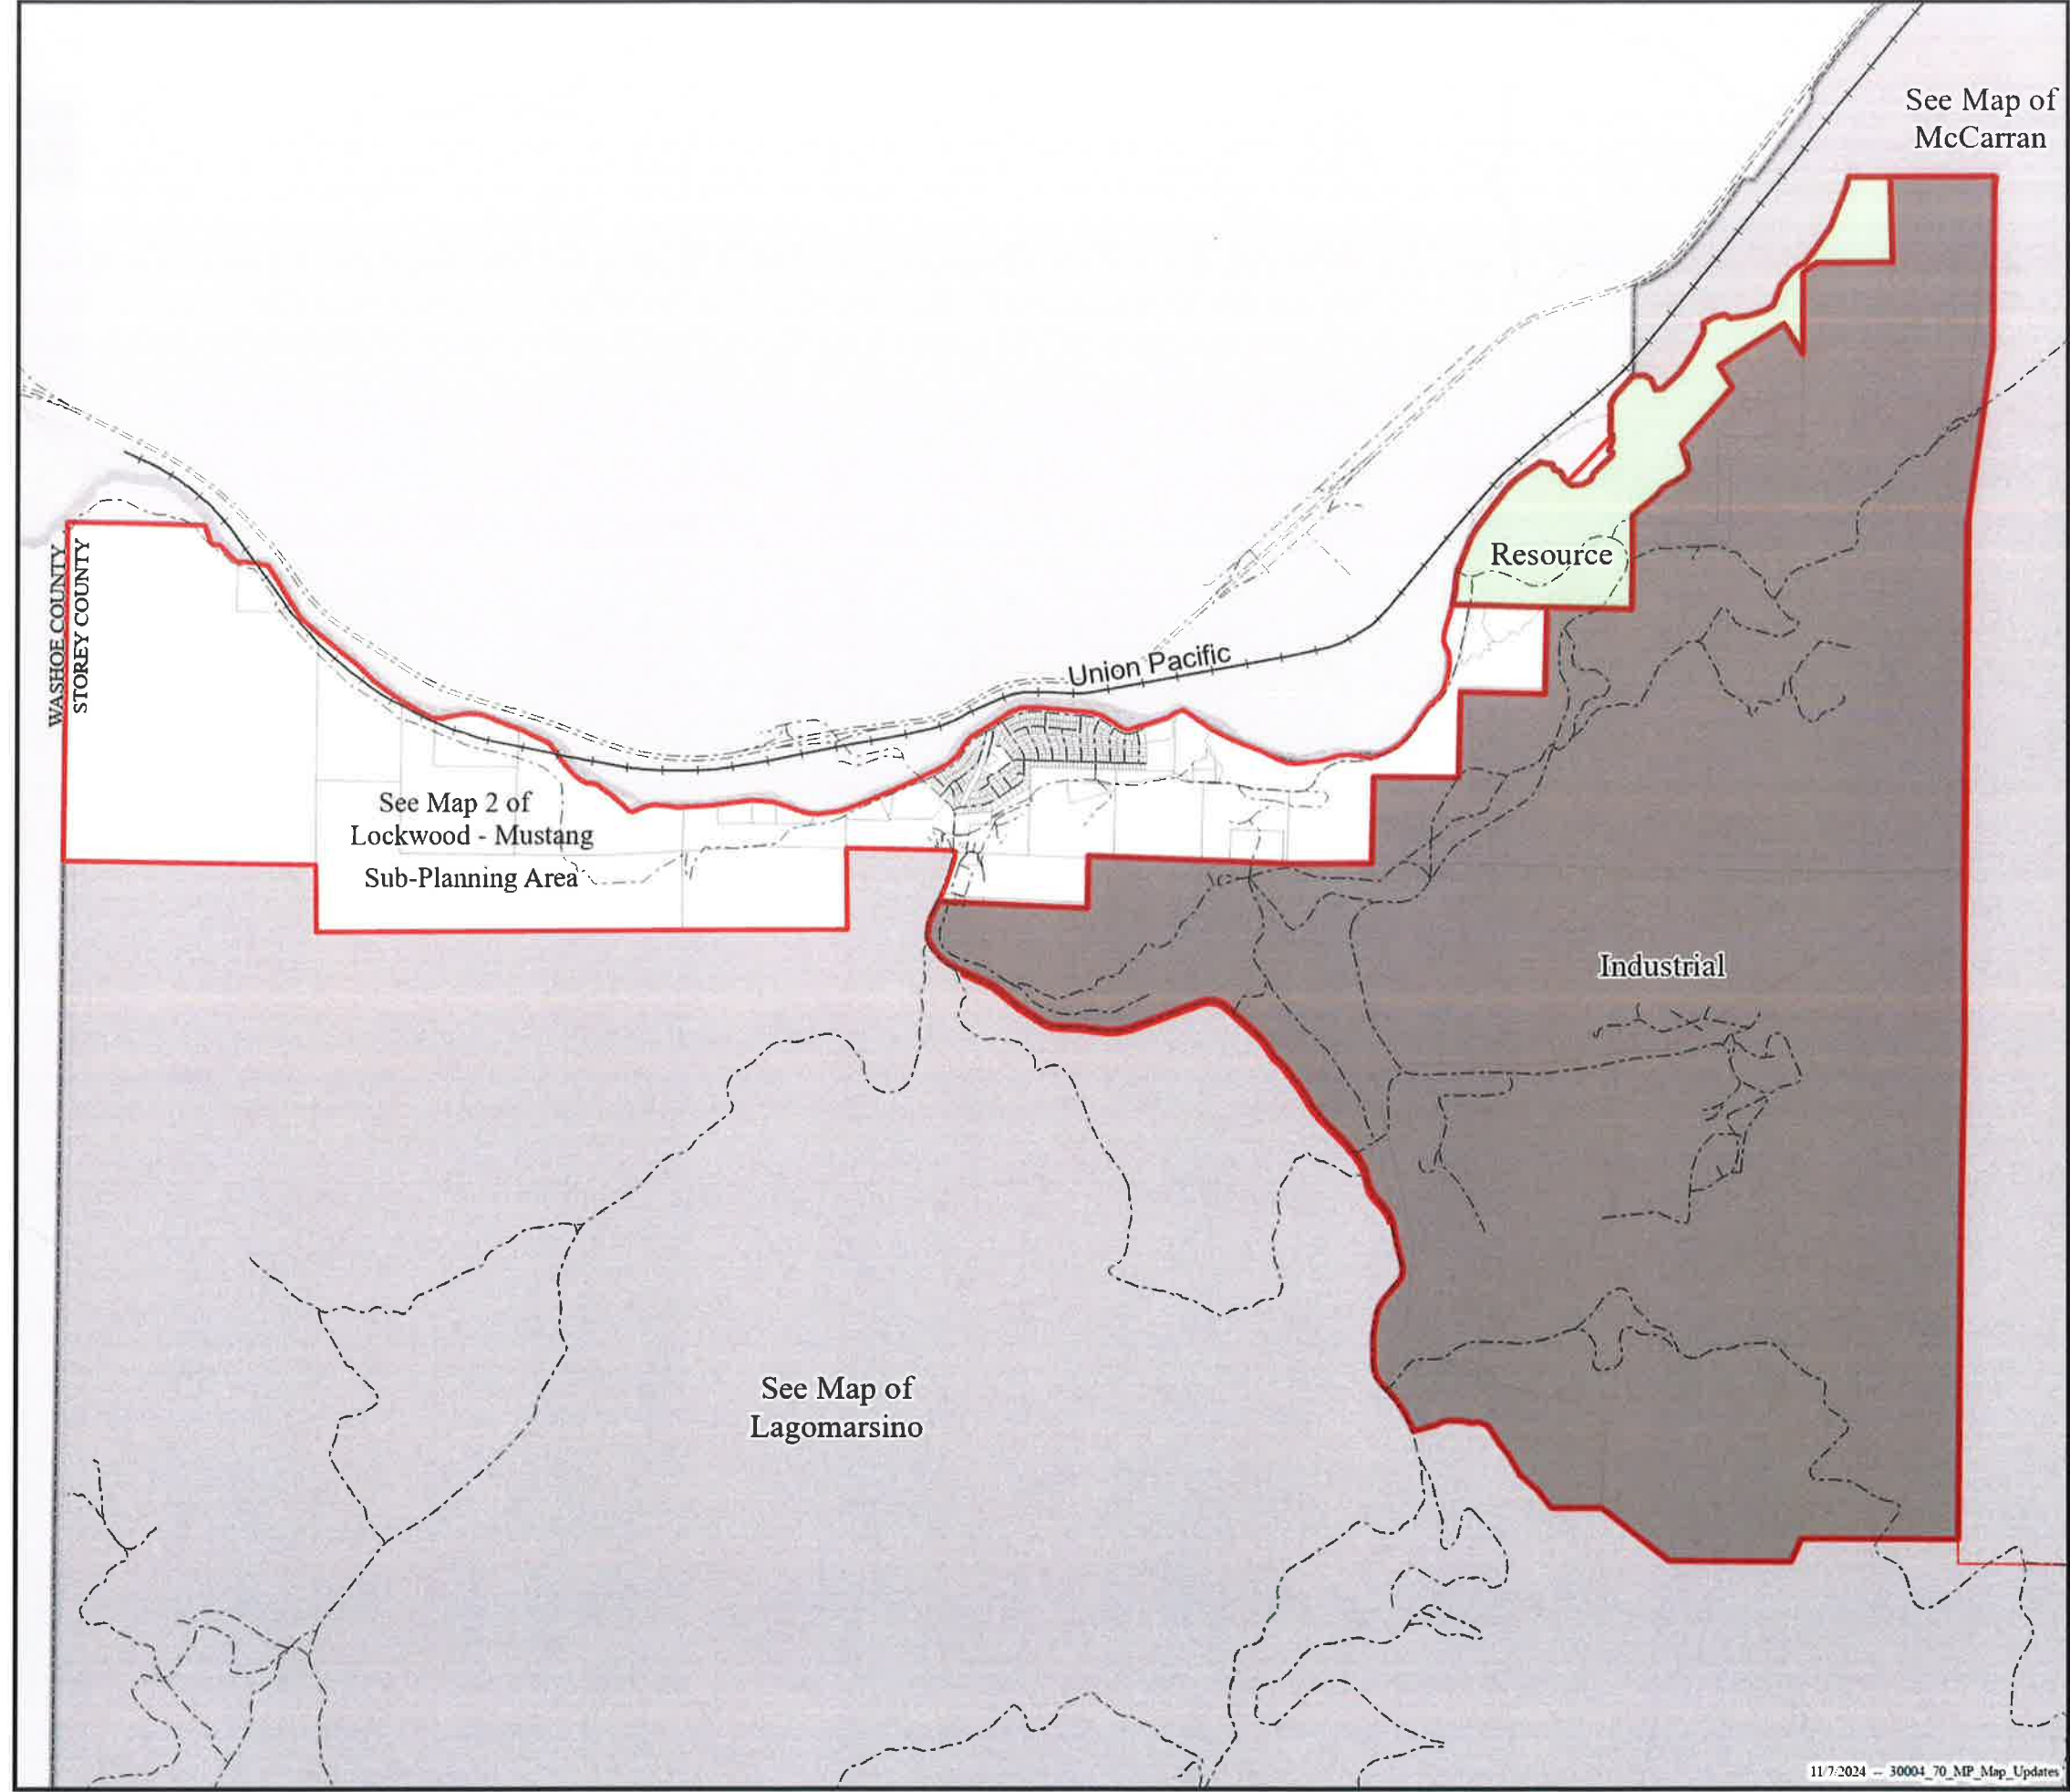 See Map of
McCarran
Resource
WASHOE COUNTY
STOREY COUNTY
Union Pacific
See Map 2 of
Lockwood - Mustang
Sub-Planning Area
Industrial
See Map of
Lagomarsino
11/7/2024 -- 30004_70_MP_Map_Updates